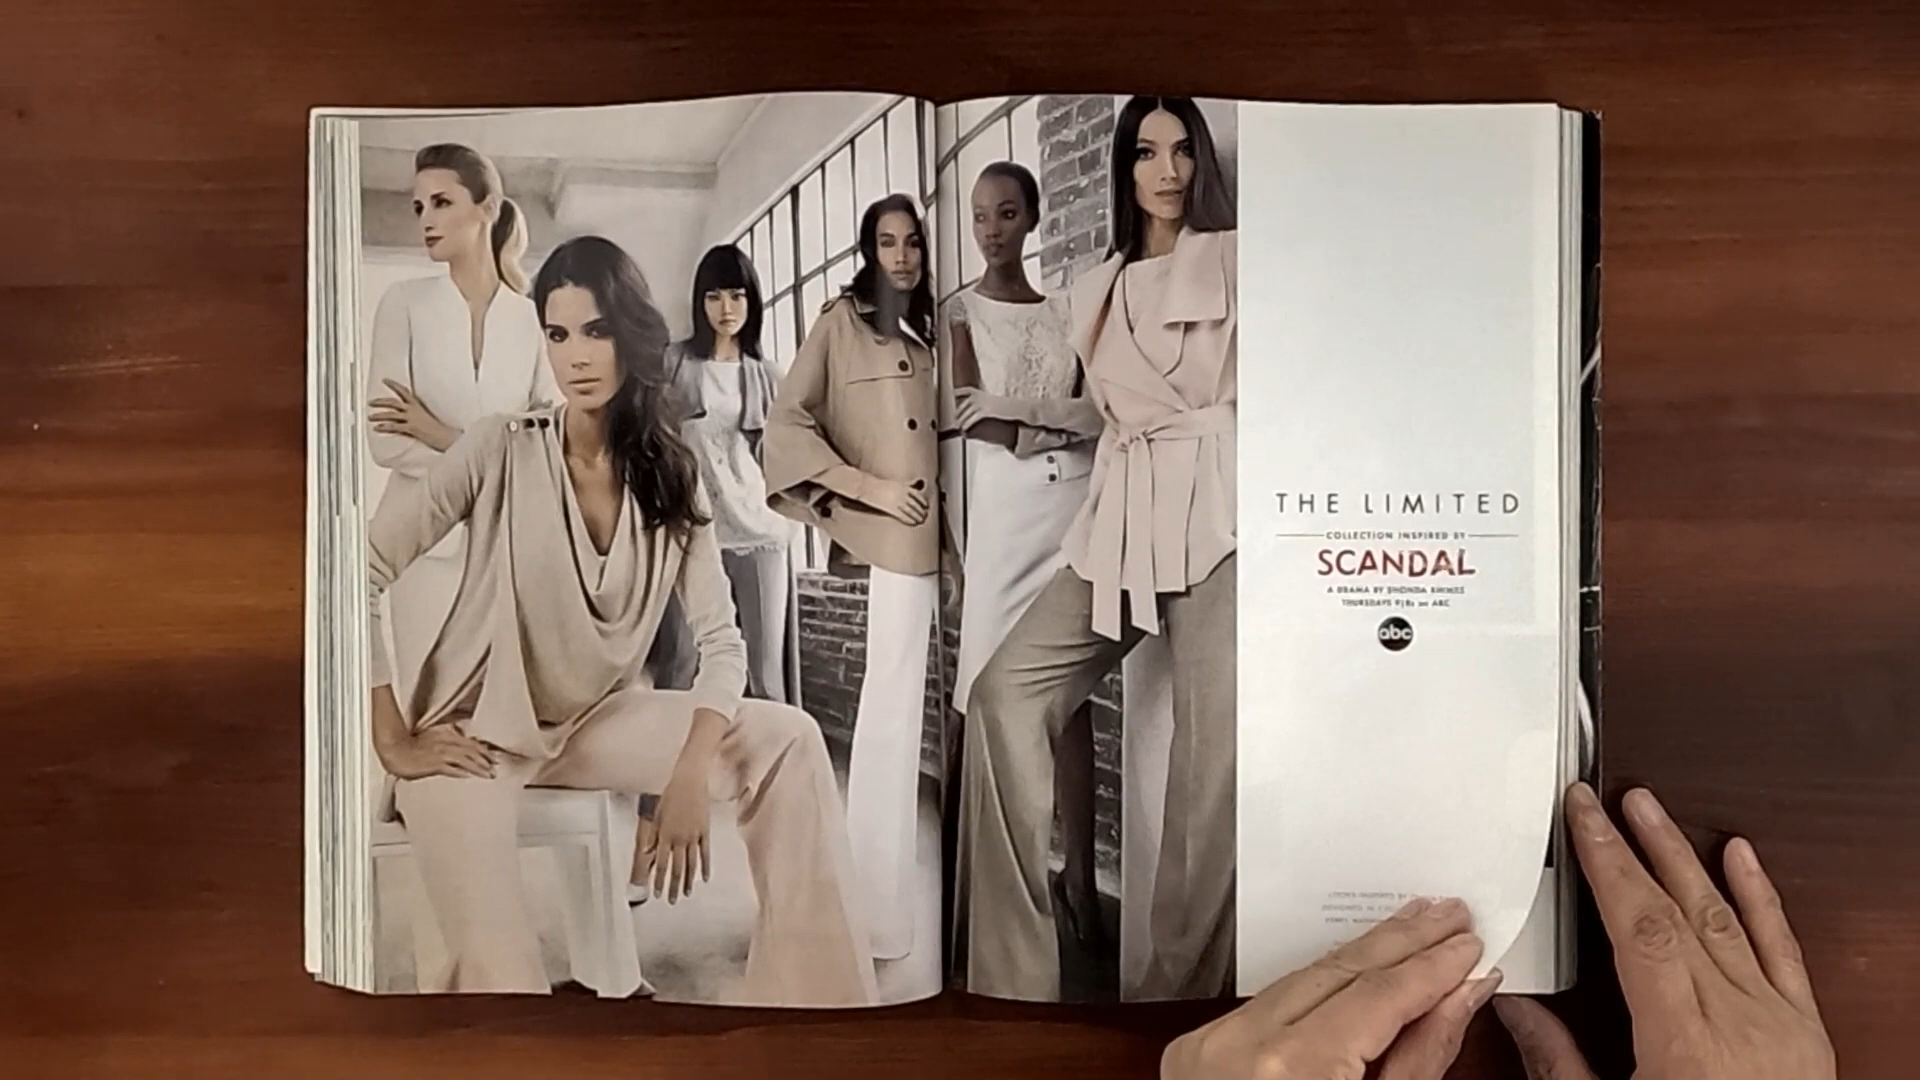 THE LIMITED
COLLECTION INSPIRED BY
SCANDAL
A DRAMA BY SHONDA RHIMES
THURSDAYS 9|8c on ABC
abc